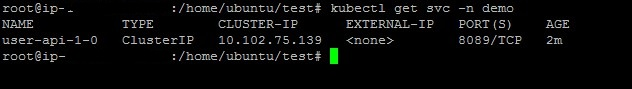 root@ip-          :/home/ubuntu/test# kubectl get svc -n demo
NAME           TYPE        CLUSTER-IP      EXTERNAL-IP   PORT(S)    AGE
user-api-1-0   ClusterIP   10.102.75.139   <none>        8089/TCP   2m
root@ip-          :/home/ubuntu/test#